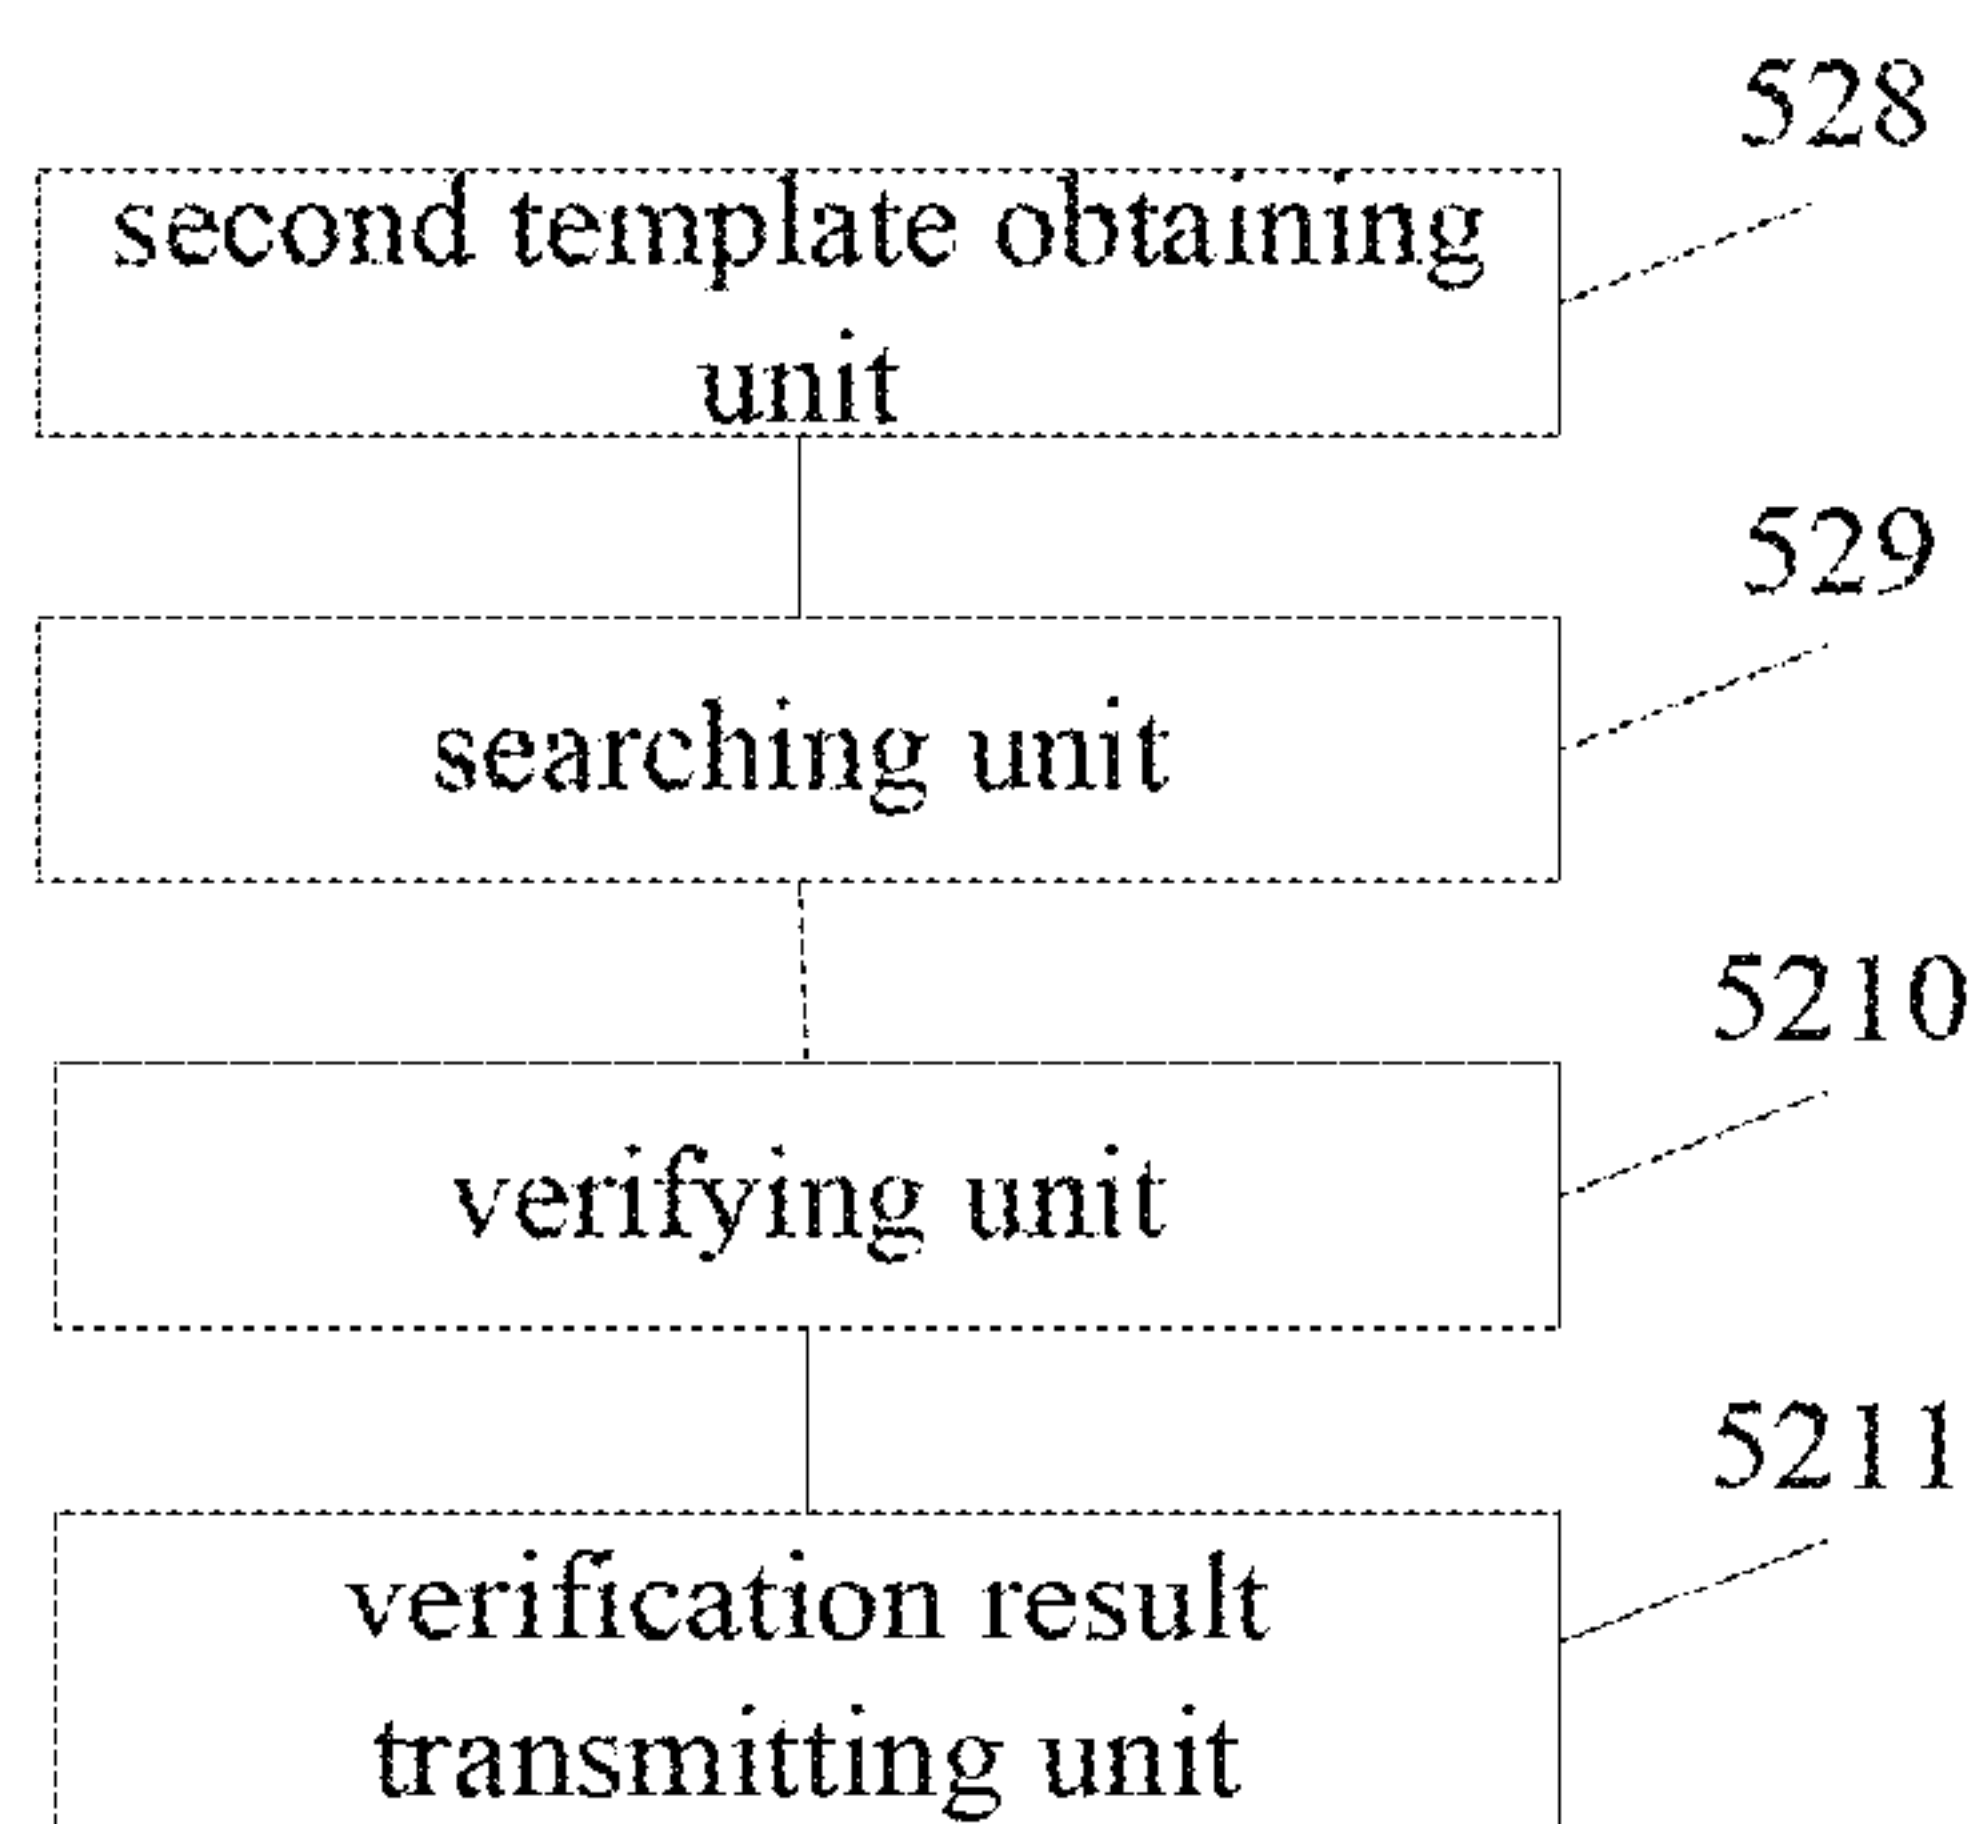 528
second template obtaining
unit
529
searching unit
5210
verifying unit
5211
verification result
transmitting unit